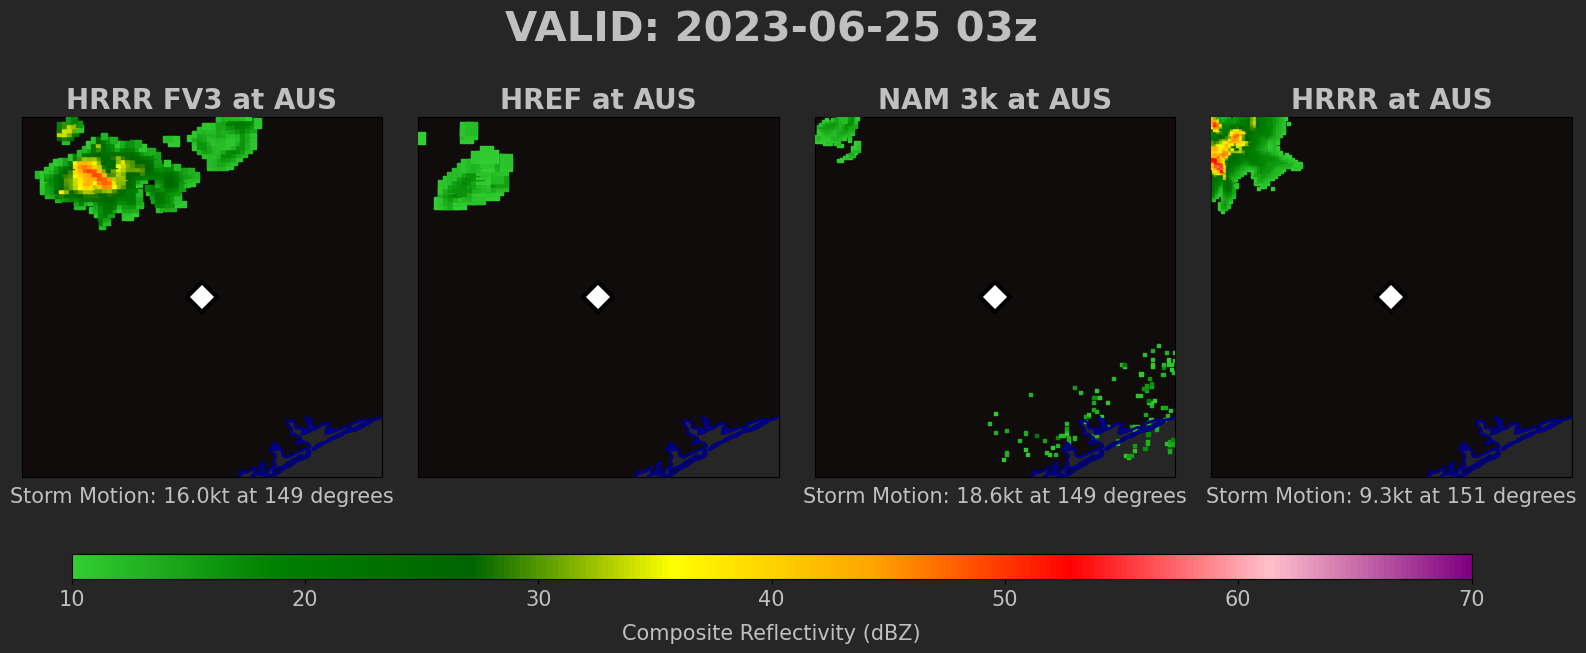 VALID: 2023-06-25 03z
HRRR FV3 at AUS
HREF at AUS
NAM 3k at AUS
HRRR at AUS
Storm Motion: 16.0kt at 149 degrees
Storm Motion: 18.6kt at 149 degrees
Storm Motion: 9.3kt at 151 degrees
10 20 30 40 50 60 70
Composite Reflectivity (dBZ)